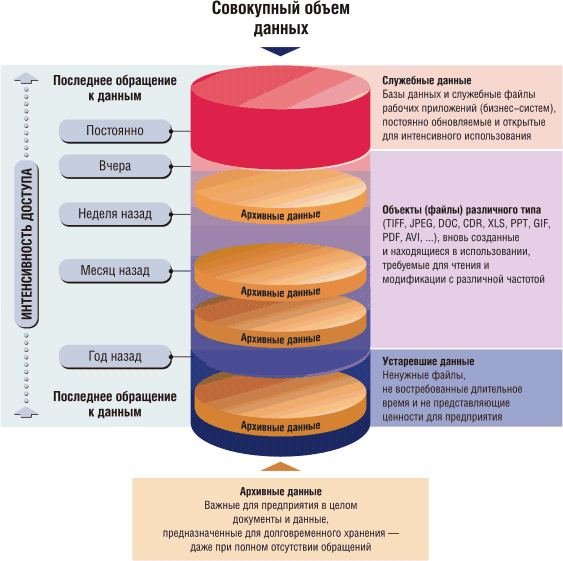 Совокупный объем
данных
Последнее обращение
к данным
Постоянно
Вчера
Неделя назад
Месяц назад
Год назад
Последнее обращение
к данным
ИНТЕНСИВНОСТЬ ДОСТУПА
Архивные данные
Архивные данные
Архивные данные
Архивные данные
Служебные данные
Базы данных и служебные файлы
рабочих приложений (бизнес–систем),
постоянно обновляемые и открытые
для интенсивного использования
Объекты (файлы) различного типа
(TIFF, JPEG, DOC, CDR, XLS, PPT, GIF,
PDF, AVI, ...), вновь созданные
и находящиеся в использовании,
требуемые для чтения и
модификации с различной частотой
Устаревшие данные
Ненужные файлы,
не востребованные длительное
время и не представляющие
ценности для предприятия
Архивные данные
Важные для предприятия в целом
документы и данные,
предназначенные для долговременного хранения —
даже при полном отсутствии обращений